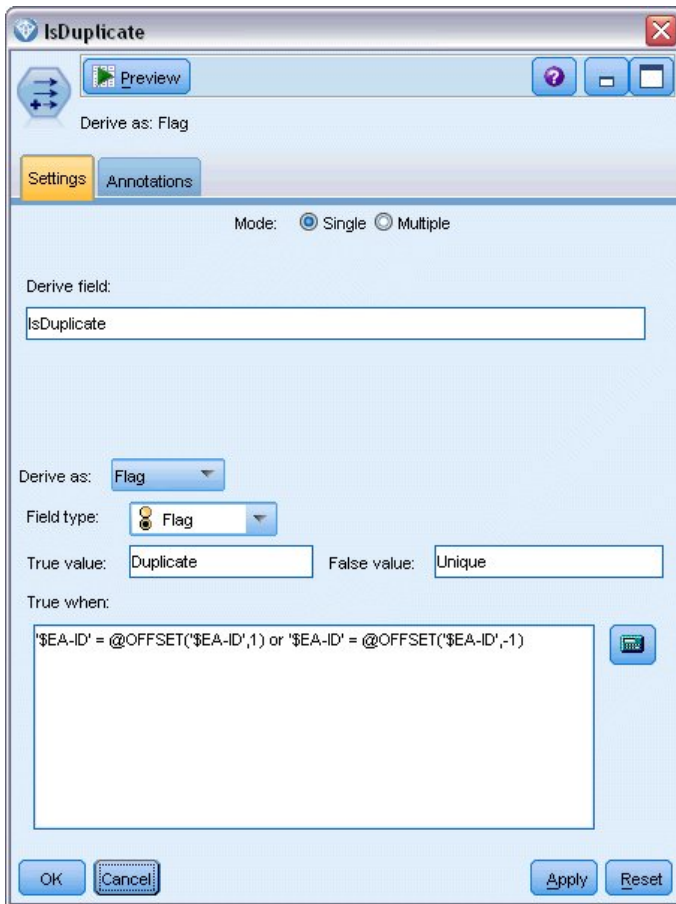 IsDuplicate
Preview
Derive as: Flag
Settings Annotations
Mode: Single Multiple
Derive field:
IsDuplicate
Derive as: Flag
Field type: Flag
True value: Duplicate False value: Unique
True when:
'$EA-ID' = @OFFSET('$EA-ID',1) or '$EA-ID' = @OFFSET('$EA-ID',-1)
OK Cancel Apply Reset